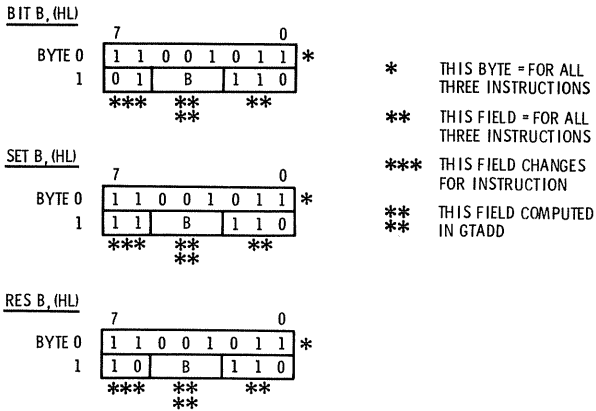 BIT B, (HL)
7 0
BYTE 0 1 1 0 0 1 0 1 1 *
1 0 1 B 1 1 0
*** ** **
**
SET B, (HL)
7 0
BYTE 0 1 1 0 0 1 0 1 1 *
1 1 1 B 1 1 0
*** ** **
**
RES B, (HL)
7 0
BYTE 0 1 1 0 0 1 0 1 1 *
1 1 0 B 1 1 0
*** ** **
**
* THIS BYTE = FOR ALL
THREE INSTRUCTIONS
** THIS FIELD = FOR ALL
THREE INSTRUCTIONS
*** THIS FIELD CHANGES
FOR INSTRUCTION
** THIS FIELD COMPUTED
** IN GTADD